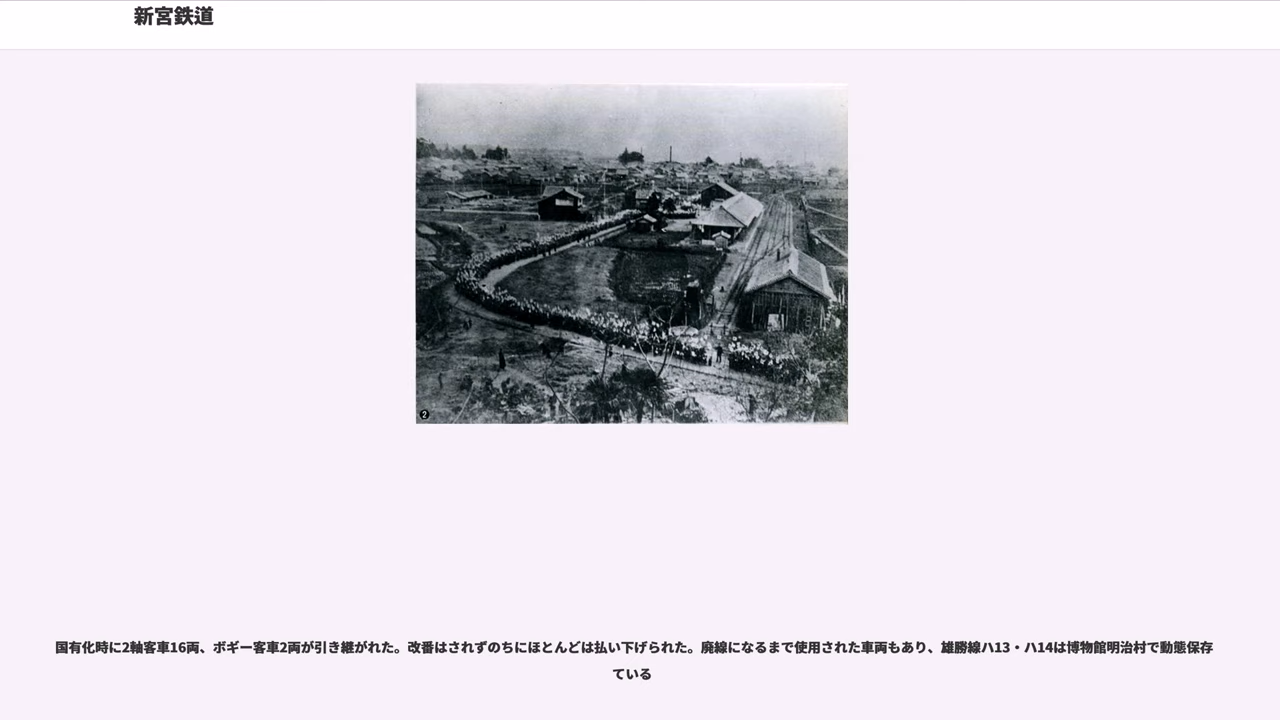 新宮鉄道
2
国有化時に2軸客車16両、ボギー客車2両が引き継がれた。改番はされずのちにほとんどは払い下げられた。廃線になるまで使用された車両もあり、雄勝線ハ13・ハ14は博物館明治村で動態保存
ている